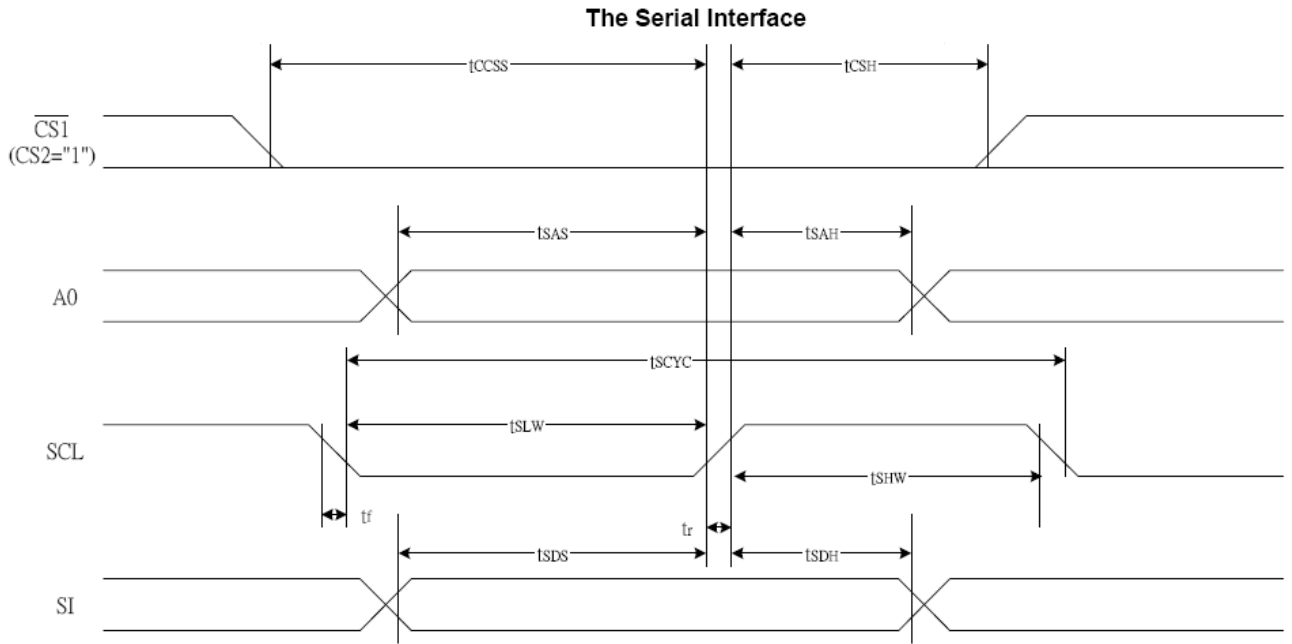 The Serial Interface
tCCSS
tCSH
CS1
(CS2="1")
tSAS
tSAH
A0
tSCYC
tSLW
SCL
tSHW
tf
tr
tSDS
tSDH
SI